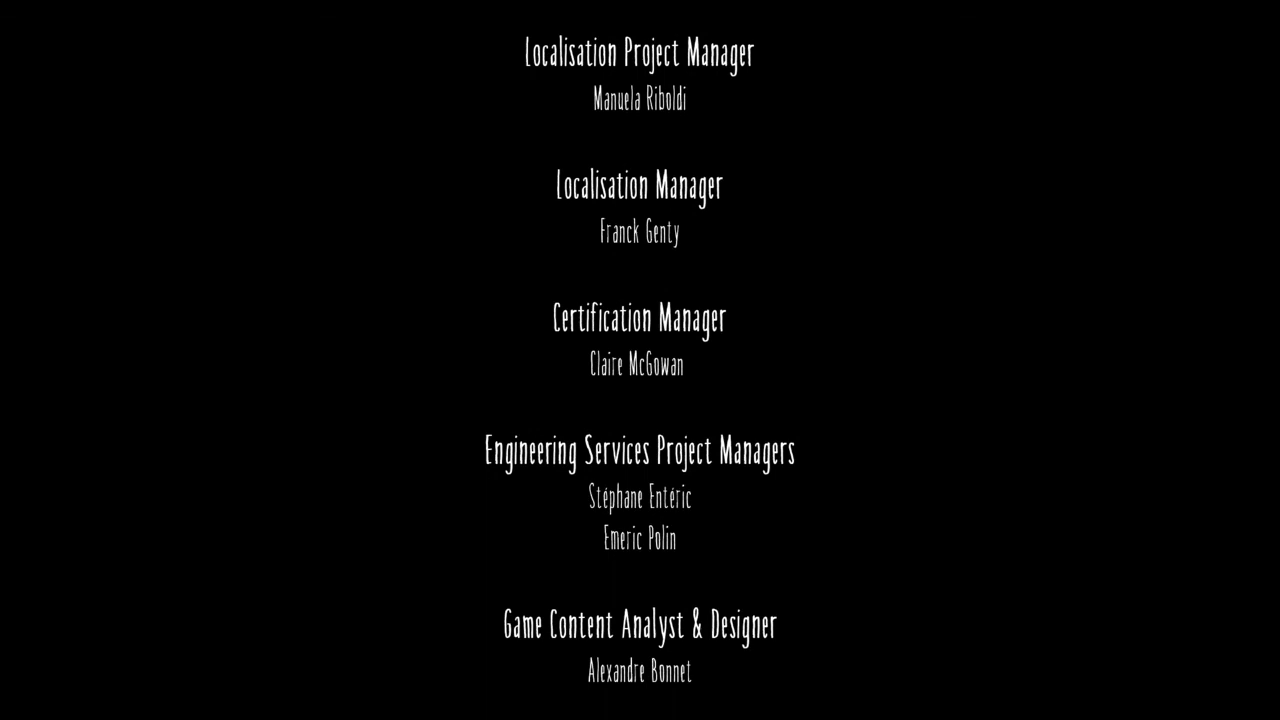 Localisation Project Manager
Manuela Riboldi
Localisation Manager
Franck Genty
Certification Manager
Claire McGowan
Engineering Services Project Managers
Stéphane Entéric
Emeric Polin
Game Content Analyst & Designer
Alexandre Bonnet